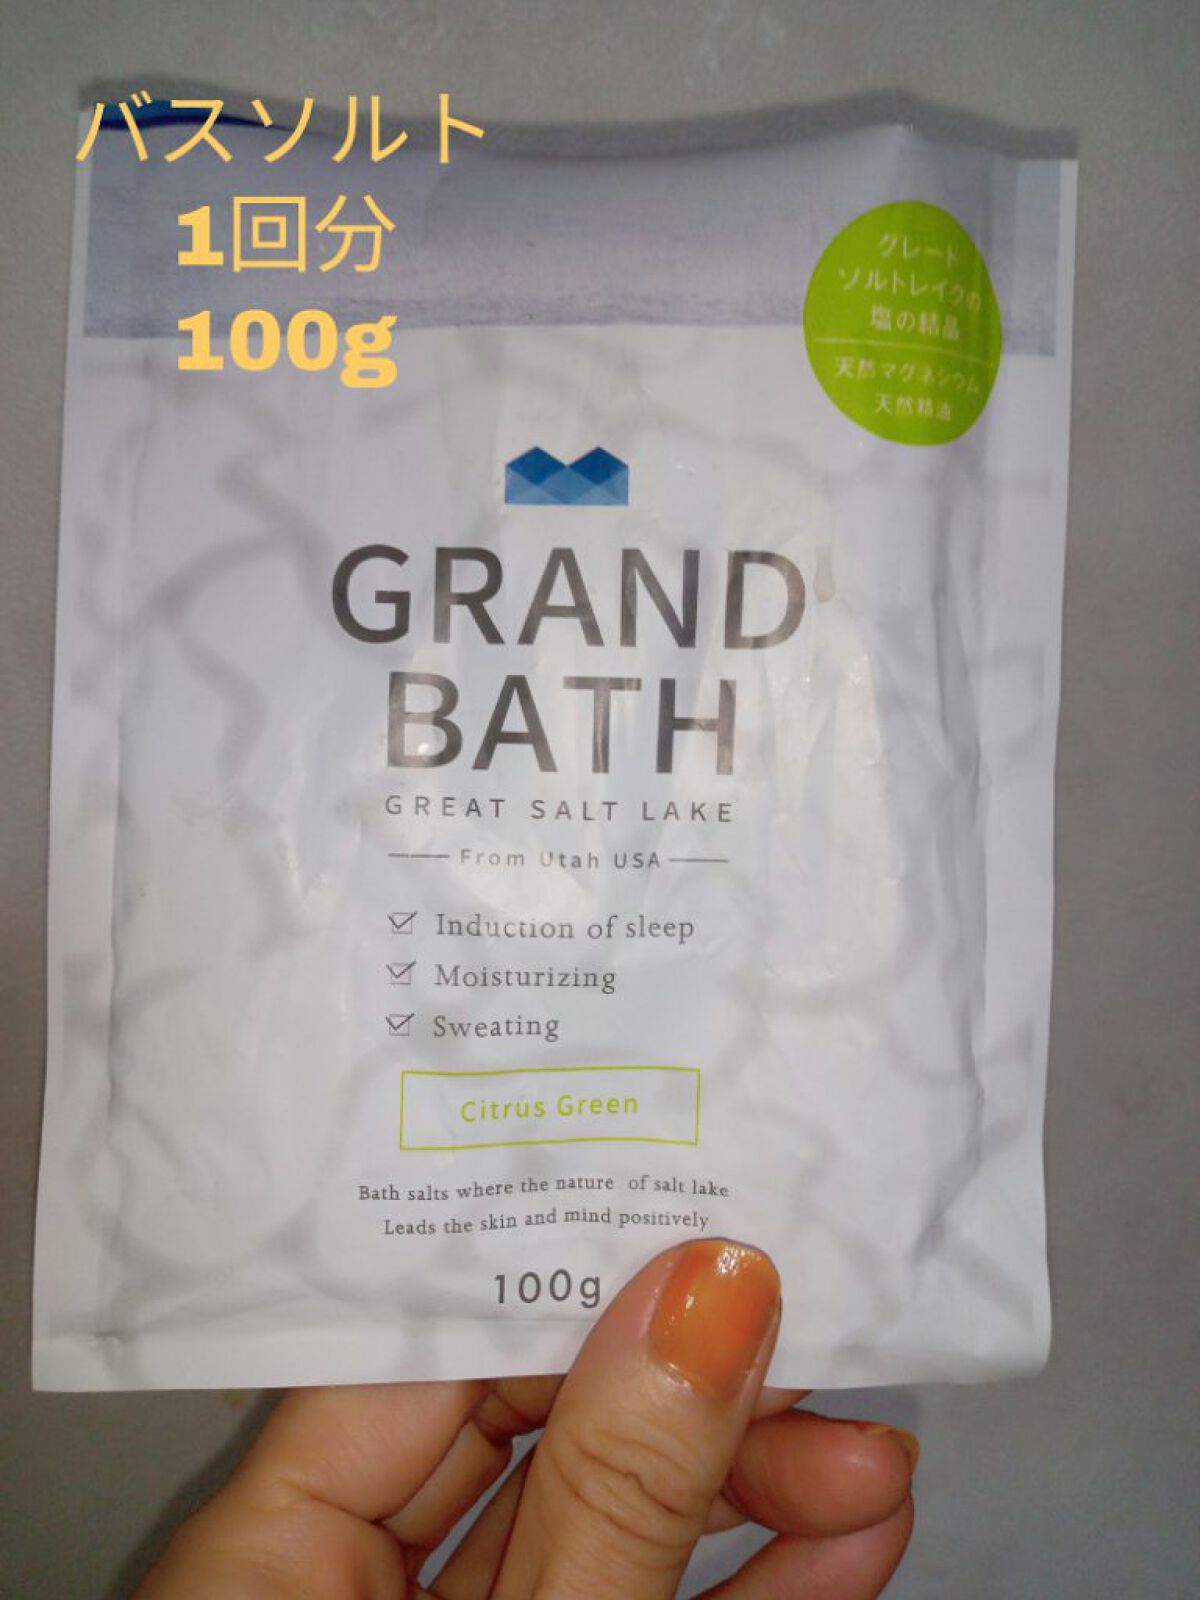 バスソルト
1回分
100g
グレート
ソルトレイクの
塩の結晶
天然マグネシウム
天然精油
GRAND
BATH
GREAT SALT LAKE
From Utah USA
Induction of sleep
Moisturizing
Sweating
Citrus Green
Bath salts where the nature of salt lake
Leads the skin and mind positively
100g